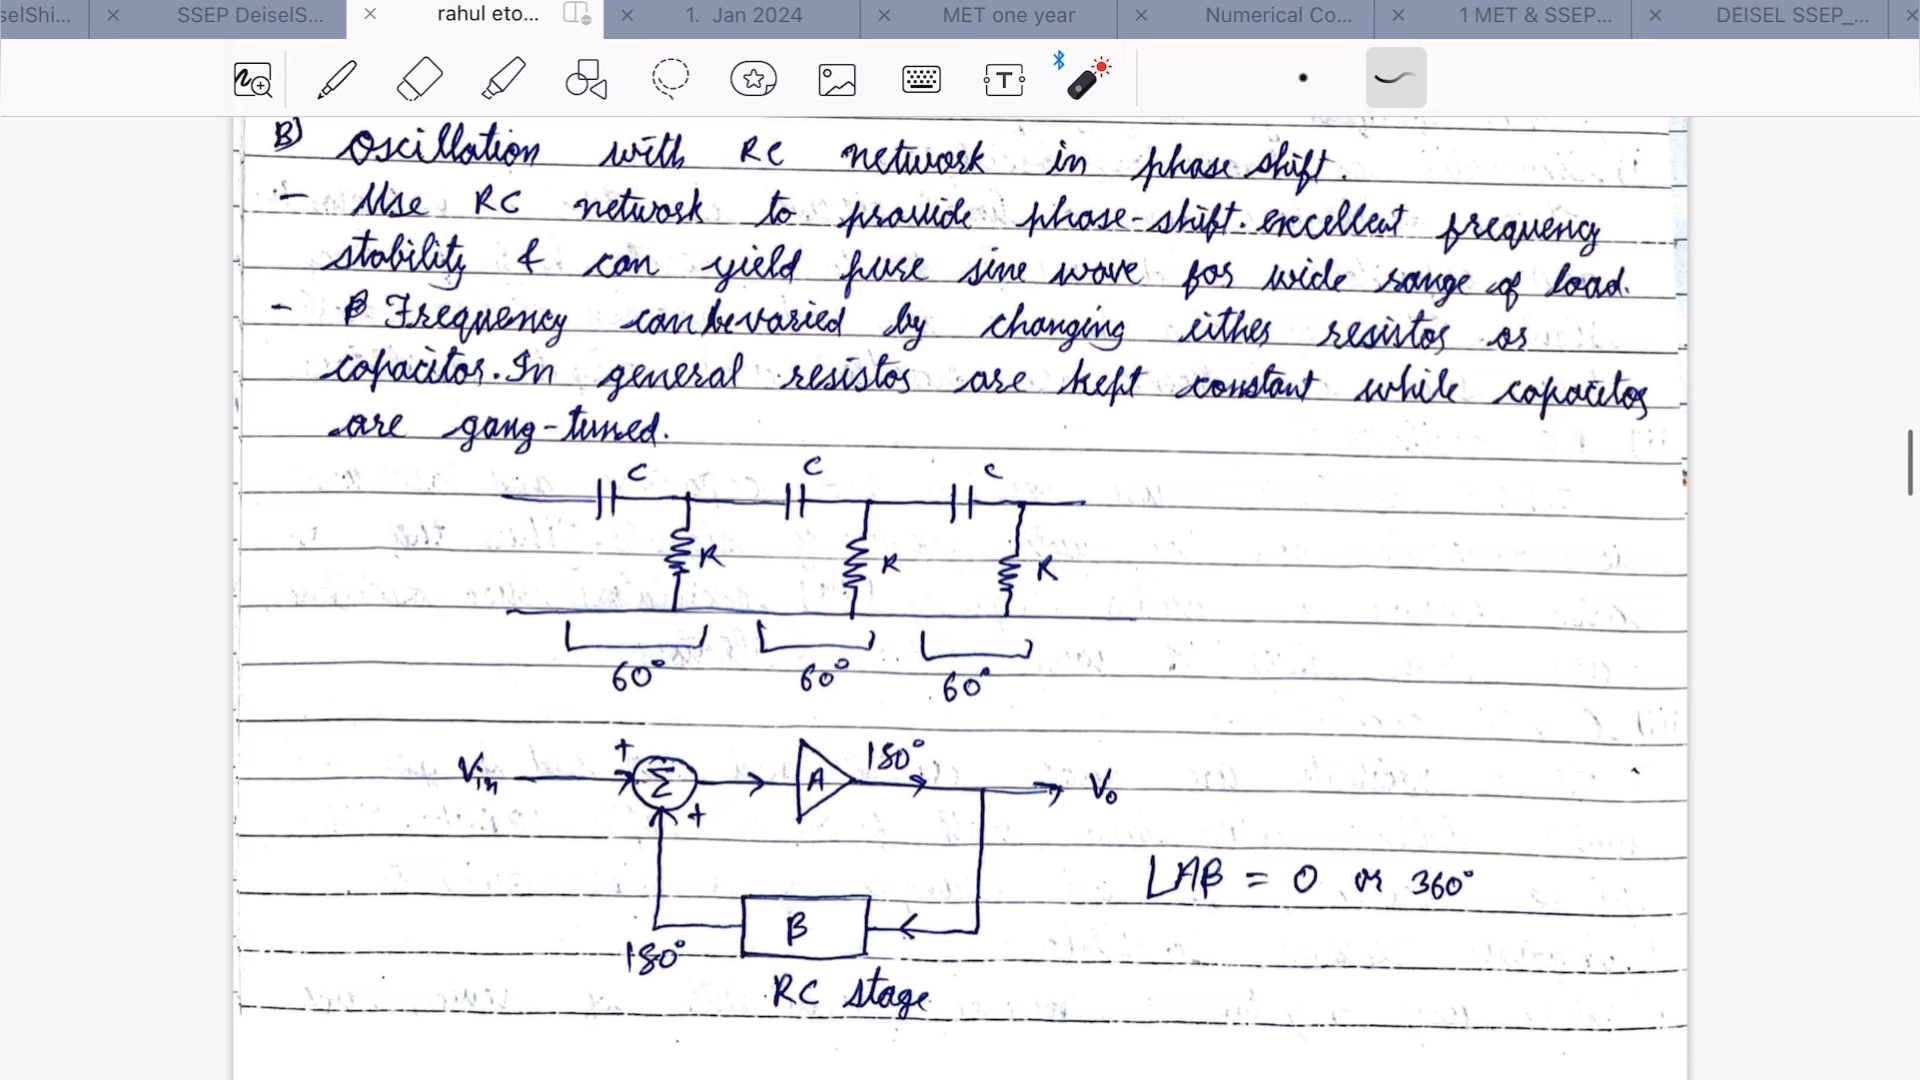 selShi...
SSEP DeiselS...
rahul eto...
1. Jan 2024
MET one year
Numerical Co...
1 MET & SSEP...
DEISEL SSEP_...
T
B) Oscillation with RC network in phase shift.
- Use RC network to provide phase-shift. excellent frequency
stability & can yield pure sine wave for wide range of load.
- Frequency can be varied by changing either resistor or
capacitor. In general resistor are kept constant while capacitor
are gang-tuned.
C C C
R R R
60° 60° 60°
Vin + Σ + A 180° Vo
∠AB = 0 or 360°
B
180°
RC stage